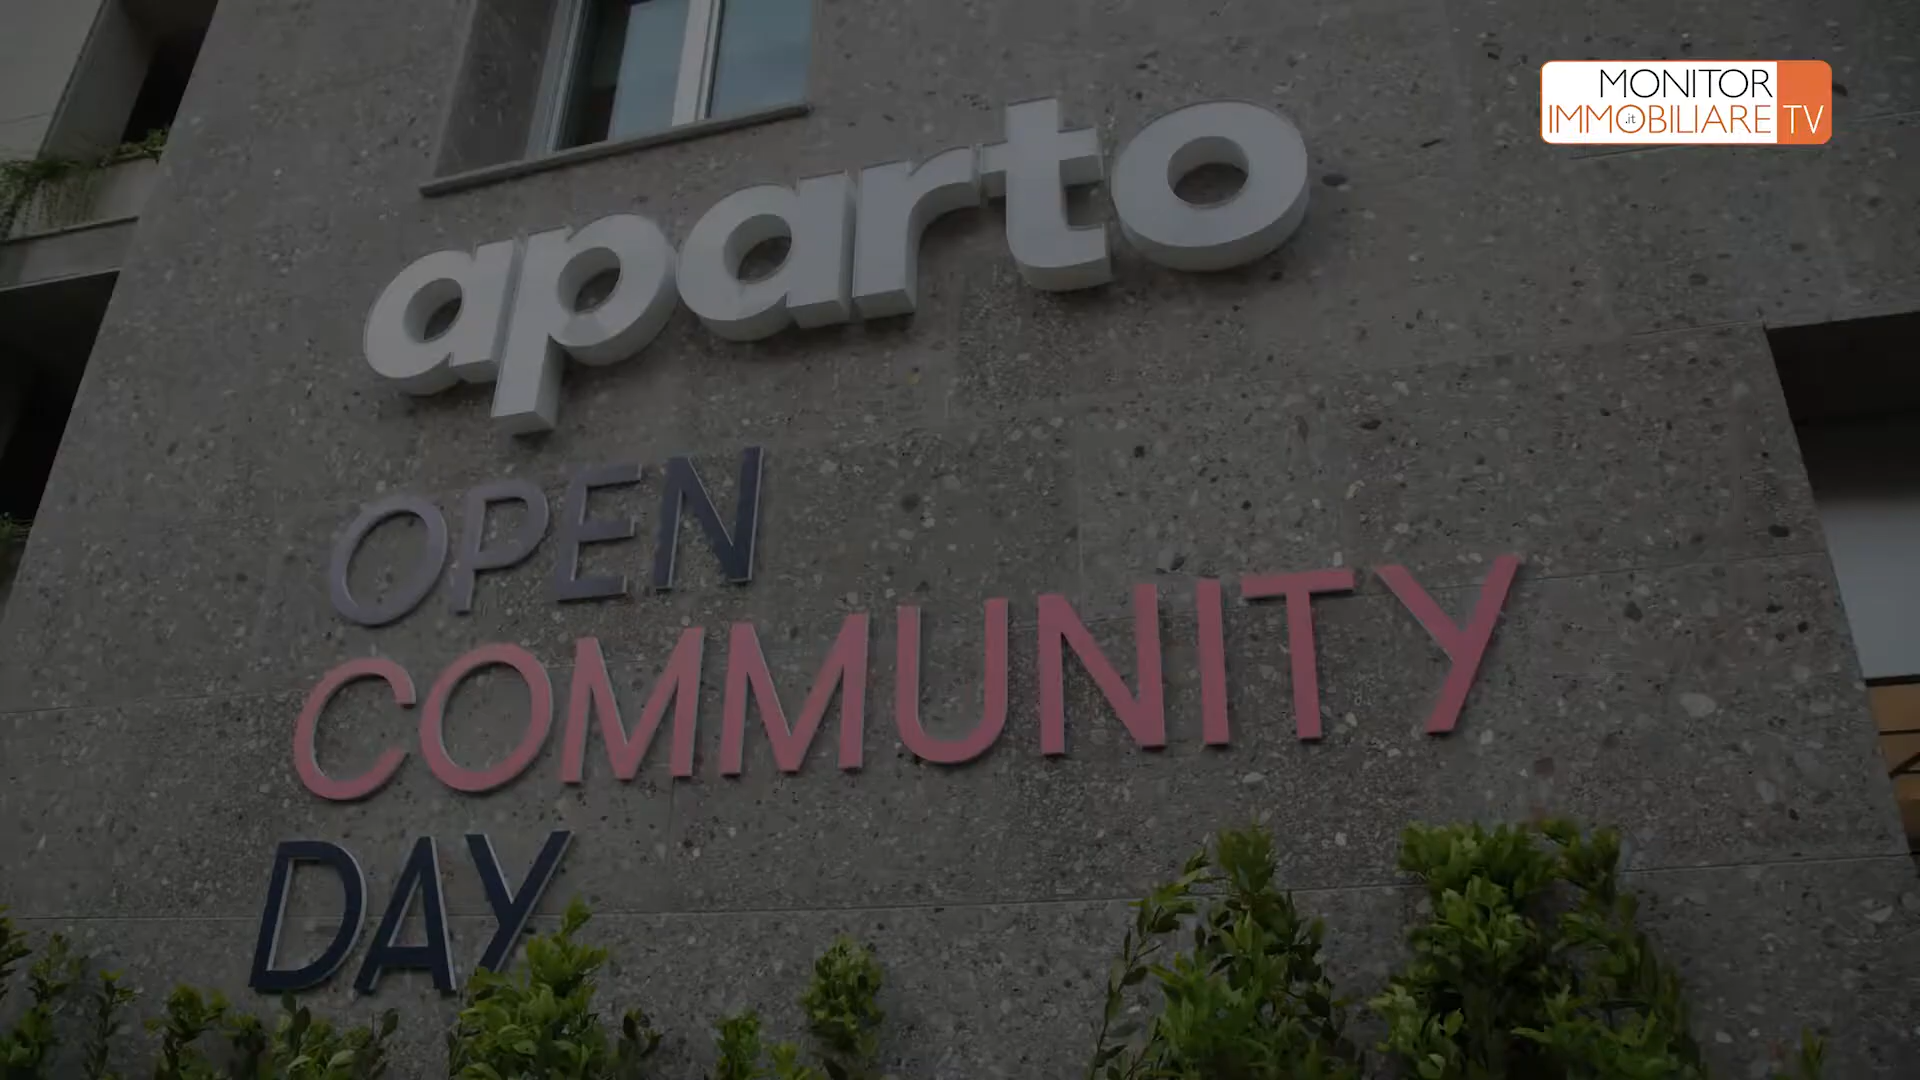 MONITOR
IMMOBILIARE.it TV
aparto
OPEN
COMMUNITY
DAY